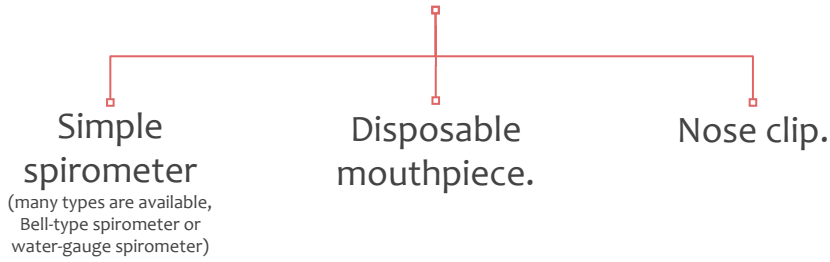 Simple
spirometer
(many types are available,
Bell-type spirometer or
water-gauge spirometer)
Disposable
mouthpiece.
Nose clip.